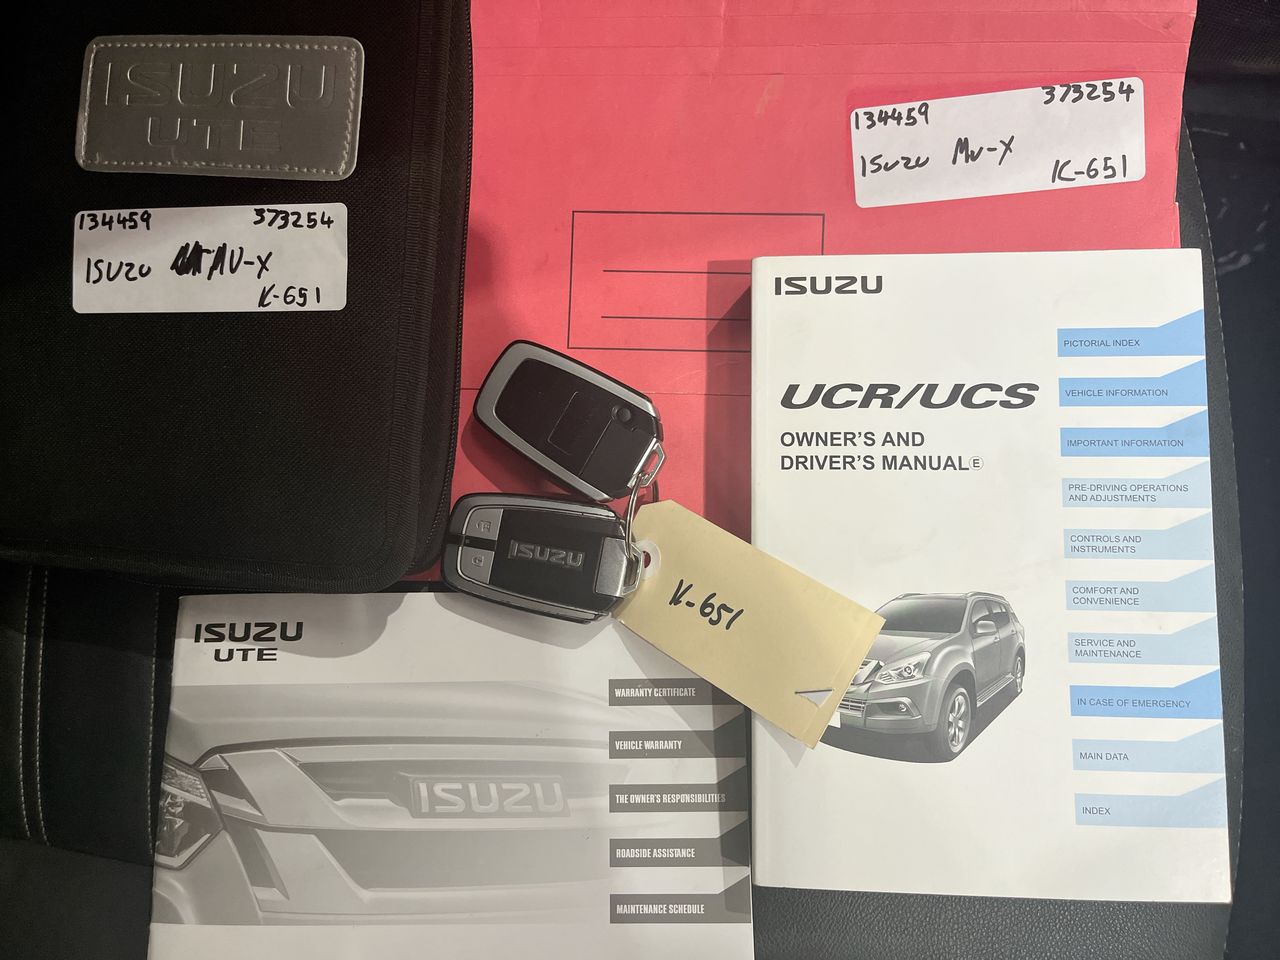 ISUZU
UTE
134459 373254
ISUZU MU-X
K-651
134459 373254
ISUZU MU-X
K-651
ISUZU
UCR/UCS
OWNER'S AND
DRIVER'S MANUAL E
PICTORIAL INDEX
VEHICLE INFORMATION
IMPORTANT INFORMATION
PRE-DRIVING OPERATIONS
AND ADJUSTMENTS
CONTROLS AND
INSTRUMENTS
COMFORT AND
CONVENIENCE
SERVICE AND
MAINTENANCE
IN CASE OF EMERGENCY
MAIN DATA
INDEX
ISUZU
K-651
ISUZU
UTE
WARRANTY CERTIFICATE
VEHICLE WARRANTY
THE OWNER'S RESPONSIBILITIES
ROADSIDE ASSISTANCE
MAINTENANCE SCHEDULE
ISUZU